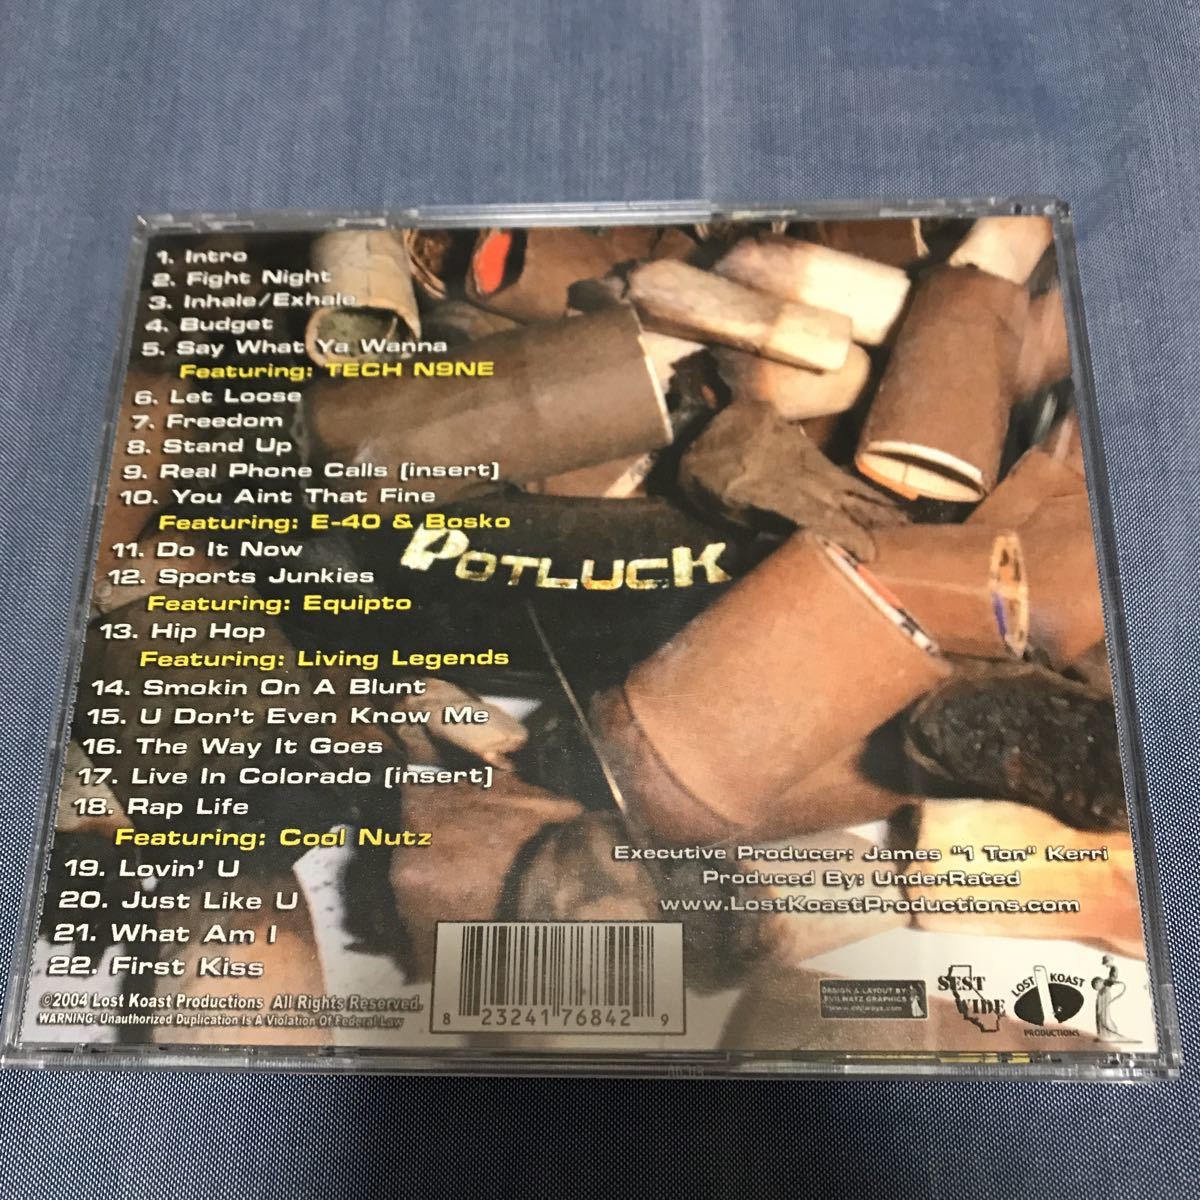 1. Intro
2. Fight Night
3. Inhale/Exhale
4. Budget
5. Say What Ya Wanna
Featuring: TECH N9NE
6. Let Loose
7. Freedom
8. Stand Up
9. Real Phone Calls (insert)
10. You Aint That Fine
Featuring: E-40 & Bosko
11. Do It Now
12. Sports Junkies
Featuring: Equipto
13. Hip Hop
Featuring: Living Legends
14. Smokin On A Blunt
15. U Don't Even Know Me
16. The Way It Goes
17. Live In Colorado (insert)
18. Rap Life
Featuring: Cool Nutz
19. Lovin' U
20. Just Like U
21. What Am I
22. First Kiss
©2004 Lost Koast Productions All Rights Reserved.
WARNING: Unauthorized Duplication Is A Violation Of Federal Law
POTLUCK
Executive Producer: James "1 Ton" Kerri
Produced By: UnderRated
www.LostKoastProductions.com
8 23241 76842 9
DESIGN & LAYOUT BY:
GRAPHICS
SEST
WIDE
LOST KOAST
PRODUCTIONS